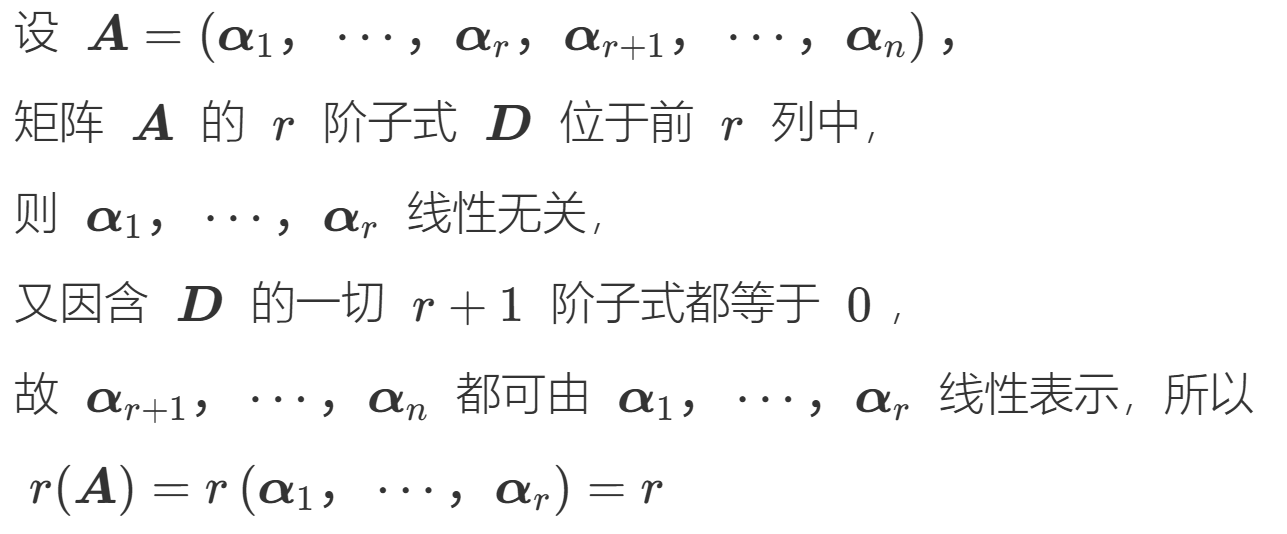 设 A = (α₁, ⋯, αᵣ, αᵣ₊₁, ⋯, αₙ),
矩阵 A 的 r 阶子式 D 位于前 r 列中,
则 α₁, ⋯, αᵣ 线性无关,
又因含 D 的一切 r + 1 阶子式都等于 0 ,
故 αᵣ₊₁, ⋯, αₙ 都可由 α₁, ⋯, αᵣ 线性表示, 所以
r(A) = r (α₁, ⋯, αᵣ) = r